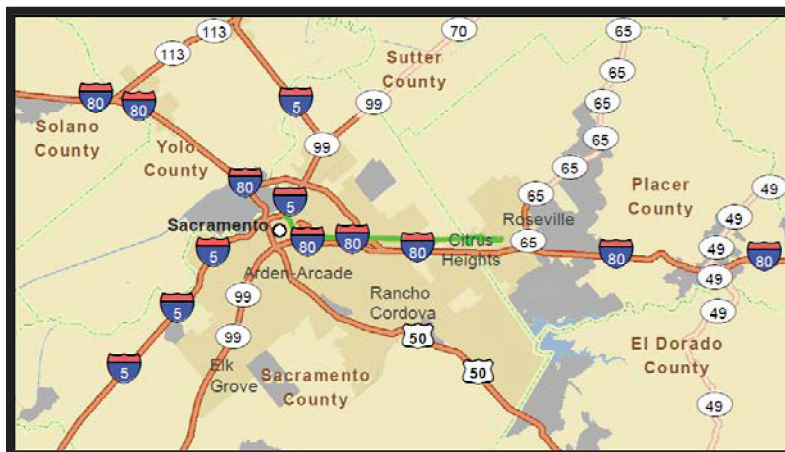 113
113
70
65
Sutter
County
65
80
80
5
99
65
Solano
County
Yolo
County
99
65
65
80
65
Placer
County
49
5
Roseville
49
Sacramento
80
80
80
Citrus
Heights
65
80
49
80
5
Arden-Arcade
49
99
Rancho
Cordova
49
5
99
50
El Dorado
County
5
Elk
Grove
Sacramento
County
50
49